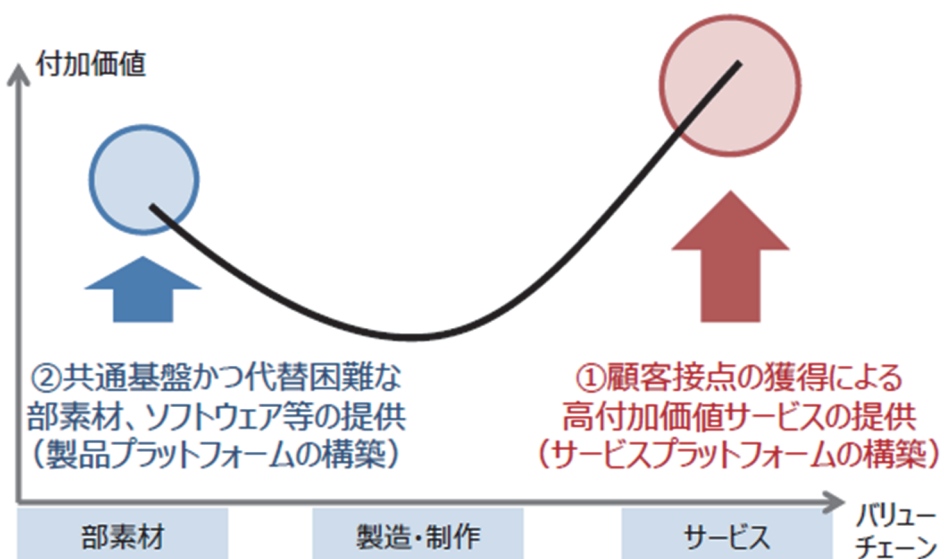 付加価値
②共通基盤かつ代替困難な
部素材、ソフトウェア等の提供
（製品プラットフォームの構築）
①顧客接点の獲得による
高付加価値サービスの提供
（サービスプラットフォームの構築）
部素材
製造・制作
サービス
バリュー
チェーン